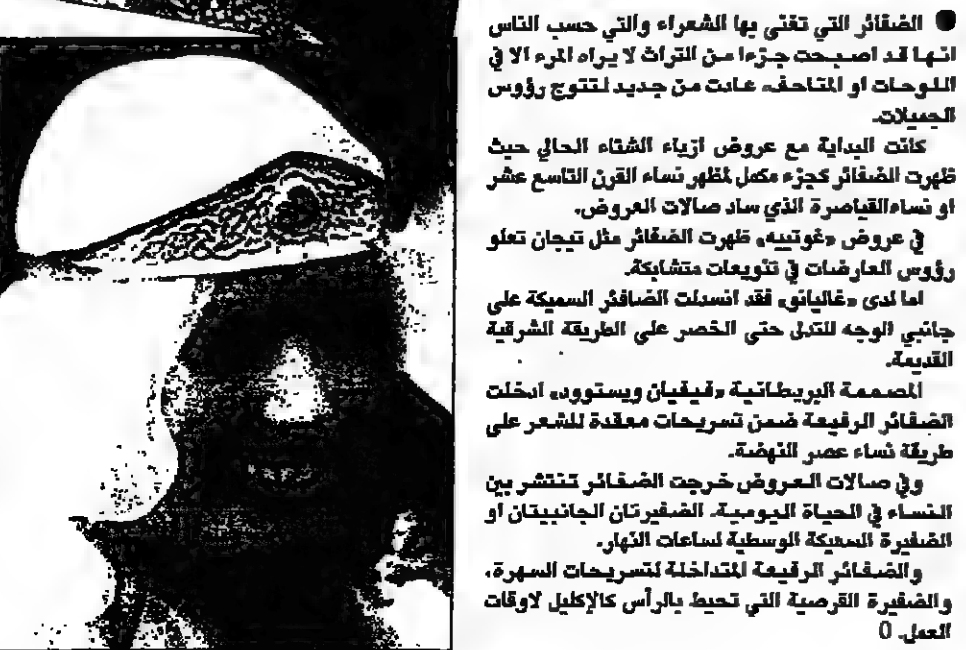 ● الضفائر التي تغنى بها الشعراء والتي حسب الناس
انها قد اصبحت جزءا من التراث لا يراه المرء الا في
اللوحات او المتاحف، عادت من جديد لتتوج رؤوس
الجميلات.
كانت البداية مع عروض ازياء الشتاء الحالي حيث
ظهرت الضفائر كجزء مكمل لمظهر نساء القرن التاسع عشر
او نساء القياصرة الذي ساد صالات العروض.
في عروض «غوتييه» ظهرت الضفائر مثل تيجان تعلو
رؤوس العارضات في تنويعات متشابكة.
اما لدى «غاليانو» فقد انسدلت الضافئر السميكة على
جانبي الوجه للتدلى حتى الخصر على الطريقة الشرقية
القديمة.
المصممة البريطانية «فيفيان ويستوود» ادخلت
الضفائر الرفيعة ضمن تسريحات معقدة للشعر على
طريقة نساء عصر النهضة.
وفي صالات العروض خرجت الضفائر تنتشر بين
النساء في الحياة اليومية. الضفيرتان الجانبيتان او
الضفيرة السميكة الوسطية لساعات النهار.
والضفائر الرفيعة المتداخلة لتسريحات السهرة،
والضفيرة القرصية التي تحيط بالرأس كالإكليل لاوقات
العمل. 0